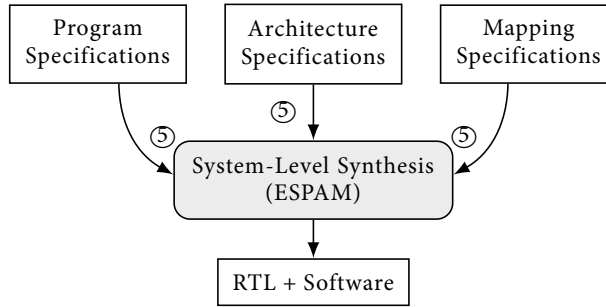 Program
Specifications
Architecture
Specifications
Mapping
Specifications
⑤
⑤
⑤
System-Level Synthesis
(ESPAM)
RTL + Software